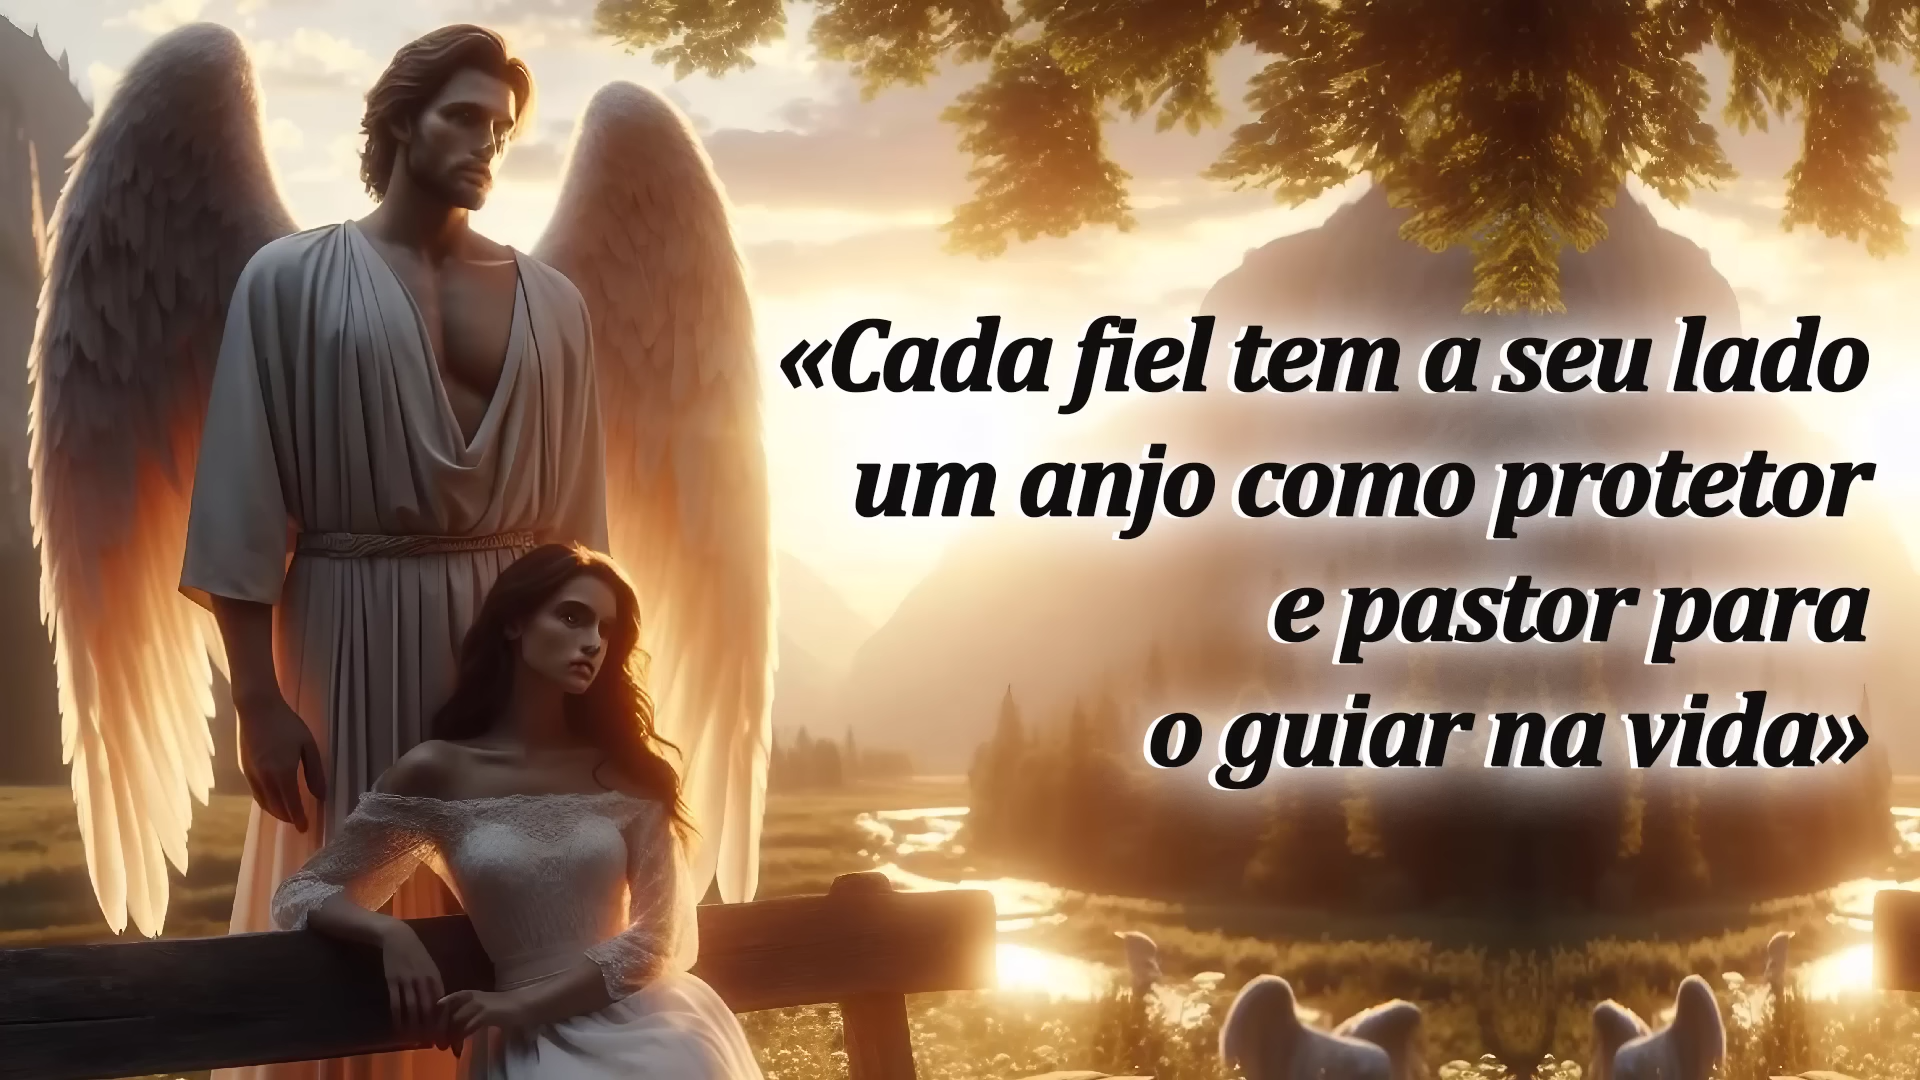 «Cada fiel tem a seu lado
um anjo como protetor
e pastor para
o guiar na vida»